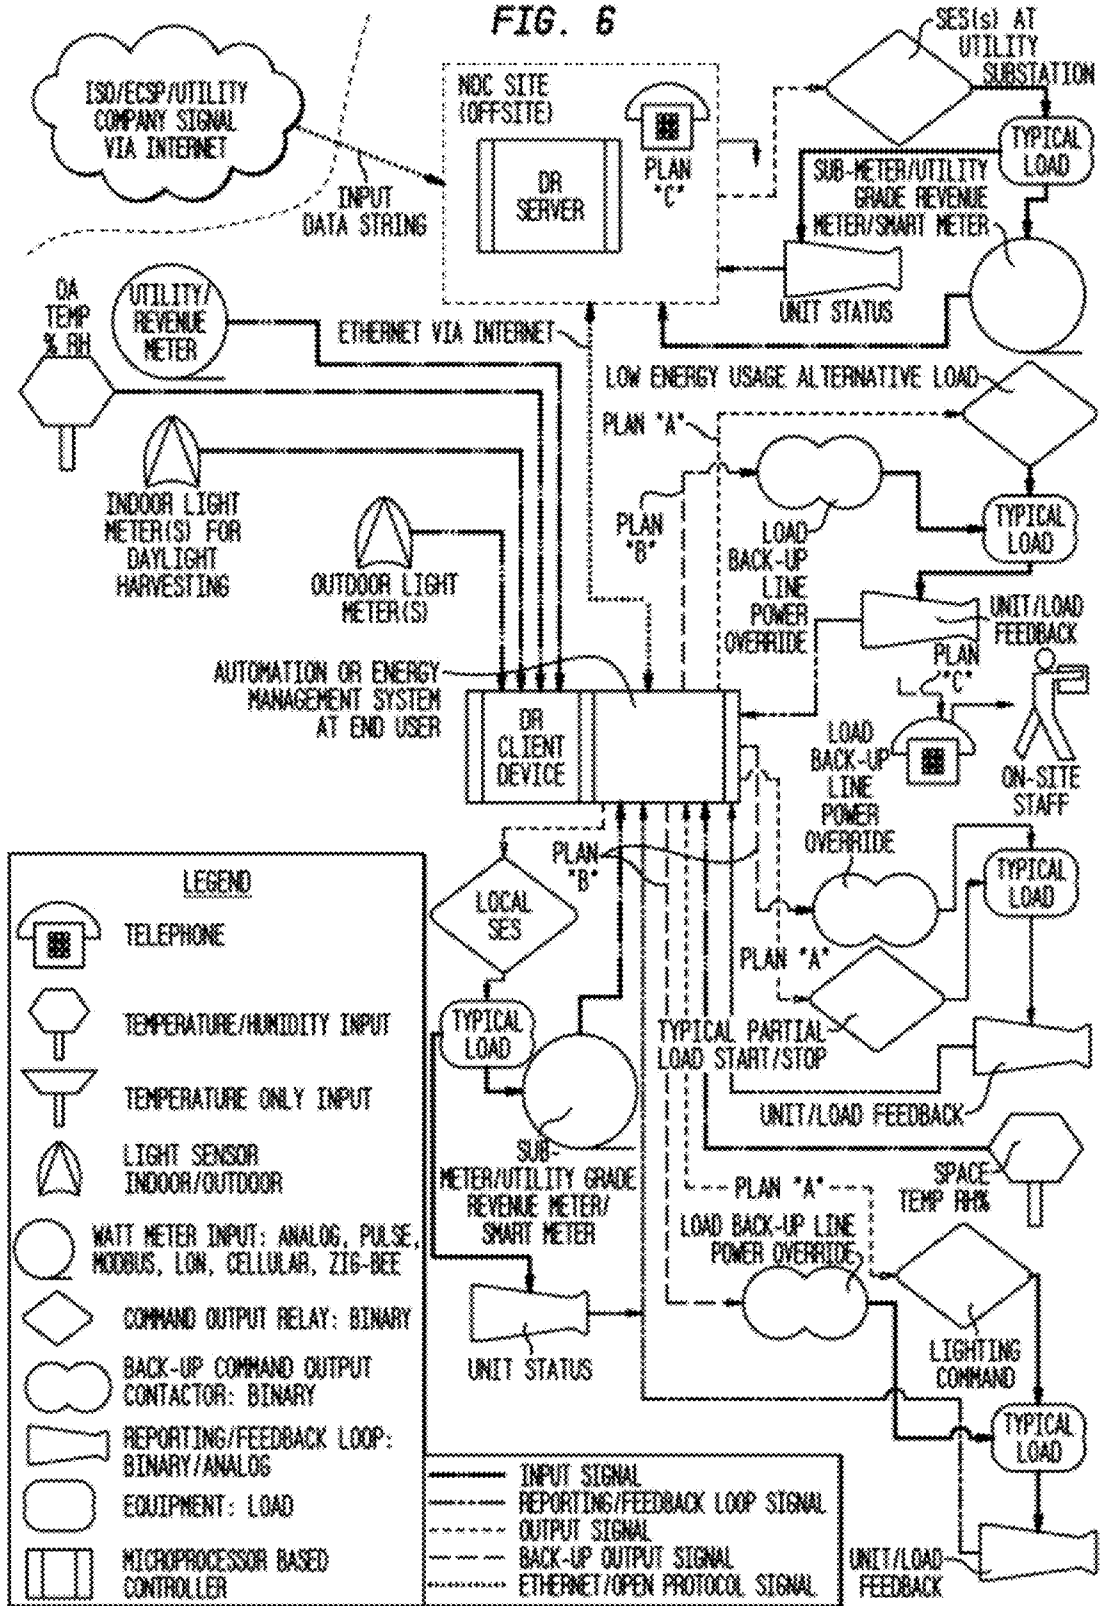 FIG. 6
ISO/ECSP/UTILITY
COMPANY SIGNAL
VIA INTERNET
INPUT
DATA STRING
NOC SITE
(OFFSITE)
DR
SERVER
PLAN
"C"
SES(s) AT
UTILITY
SUBSTATION
TYPICAL
LOAD
SUB-METER/UTILITY
GRADE REVENUE
METER/SMART METER
UNIT STATUS
OA
TEMP
% RH
UTILITY/
REVENUE
METER
ETHERNET VIA INTERNET
LOW ENERGY USAGE ALTERNATIVE LOAD
PLAN "A"
INDOOR LIGHT
METER(S) FOR
DAYLIGHT
HARVESTING
OUTDOOR LIGHT
METER(S)
PLAN
"B"
LOAD
BACK-UP
LINE
POWER
OVERRIDE
TYPICAL
LOAD
UNIT/LOAD
FEEDBACK
AUTOMATION OR ENERGY
MANAGEMENT SYSTEM
AT END USER
DR
CLIENT
DEVICE
PLAN
"C"
LOAD
BACK-UP
LINE
POWER
OVERRIDE
ON-SITE
STAFF
PLAN
"B"
LOCAL
SES
TYPICAL
LOAD
PLAN "A"
TYPICAL PARTIAL
LOAD START/STOP
TYPICAL
LOAD
UNIT/LOAD FEEDBACK
SUB-
METER/UTILITY GRADE
REVENUE METER/
SMART METER
SPACE
TEMP RH%
PLAN "A"
LOAD BACK-UP LINE
POWER OVERRIDE
UNIT STATUS
LIGHTING
COMMAND
TYPICAL
LOAD
UNIT/LOAD
FEEDBACK
LEGEND
TELEPHONE
TEMPERATURE/HUMIDITY INPUT
TEMPERATURE ONLY INPUT
LIGHT SENSOR
INDOOR/OUTDOOR
WATT METER INPUT: ANALOG, PULSE,
MODBUS, LON, CELLULAR, ZIG-BEE
COMMAND OUTPUT RELAY: BINARY
BACK-UP COMMAND OUTPUT
CONTACTOR: BINARY
REPORTING/FEEDBACK LOOP:
BINARY/ANALOG
EQUIPMENT: LOAD
MICROPROCESSOR BASED
CONTROLLER
INPUT SIGNAL
REPORTING/FEEDBACK LOOP SIGNAL
OUTPUT SIGNAL
BACK-UP OUTPUT SIGNAL
ETHERNET/OPEN PROTOCOL SIGNAL